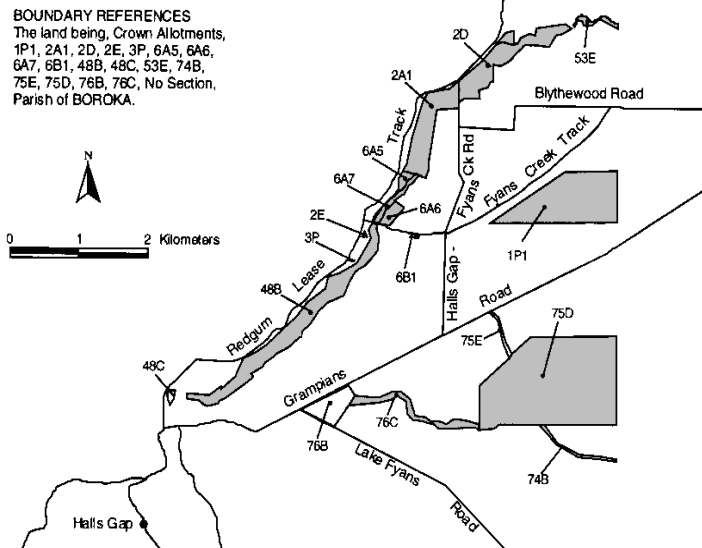 BOUNDARY REFERENCES
The land being, Crown Allotments,
1P1, 2A1, 2D, 2E, 3P, 6A5, 6A6,
6A7, 6B1, 48B, 48C, 53E, 74B,
75E, 75D, 76B, 76C, No Section,
Parish of BOROKA.
2D
53E
2A1
Blythewood Road
N
Track
6A5
Fyans Creek Track
Halls Gap - Fyans Ck Rd
6A7
6A6
2E
0 1 2 Kilometers
3P
6B1
1P1
Redgum Lease
48B
Grampians Road
75D
75E
48C
76B
76C
74B
Lake Fyans Road
Halls Gap